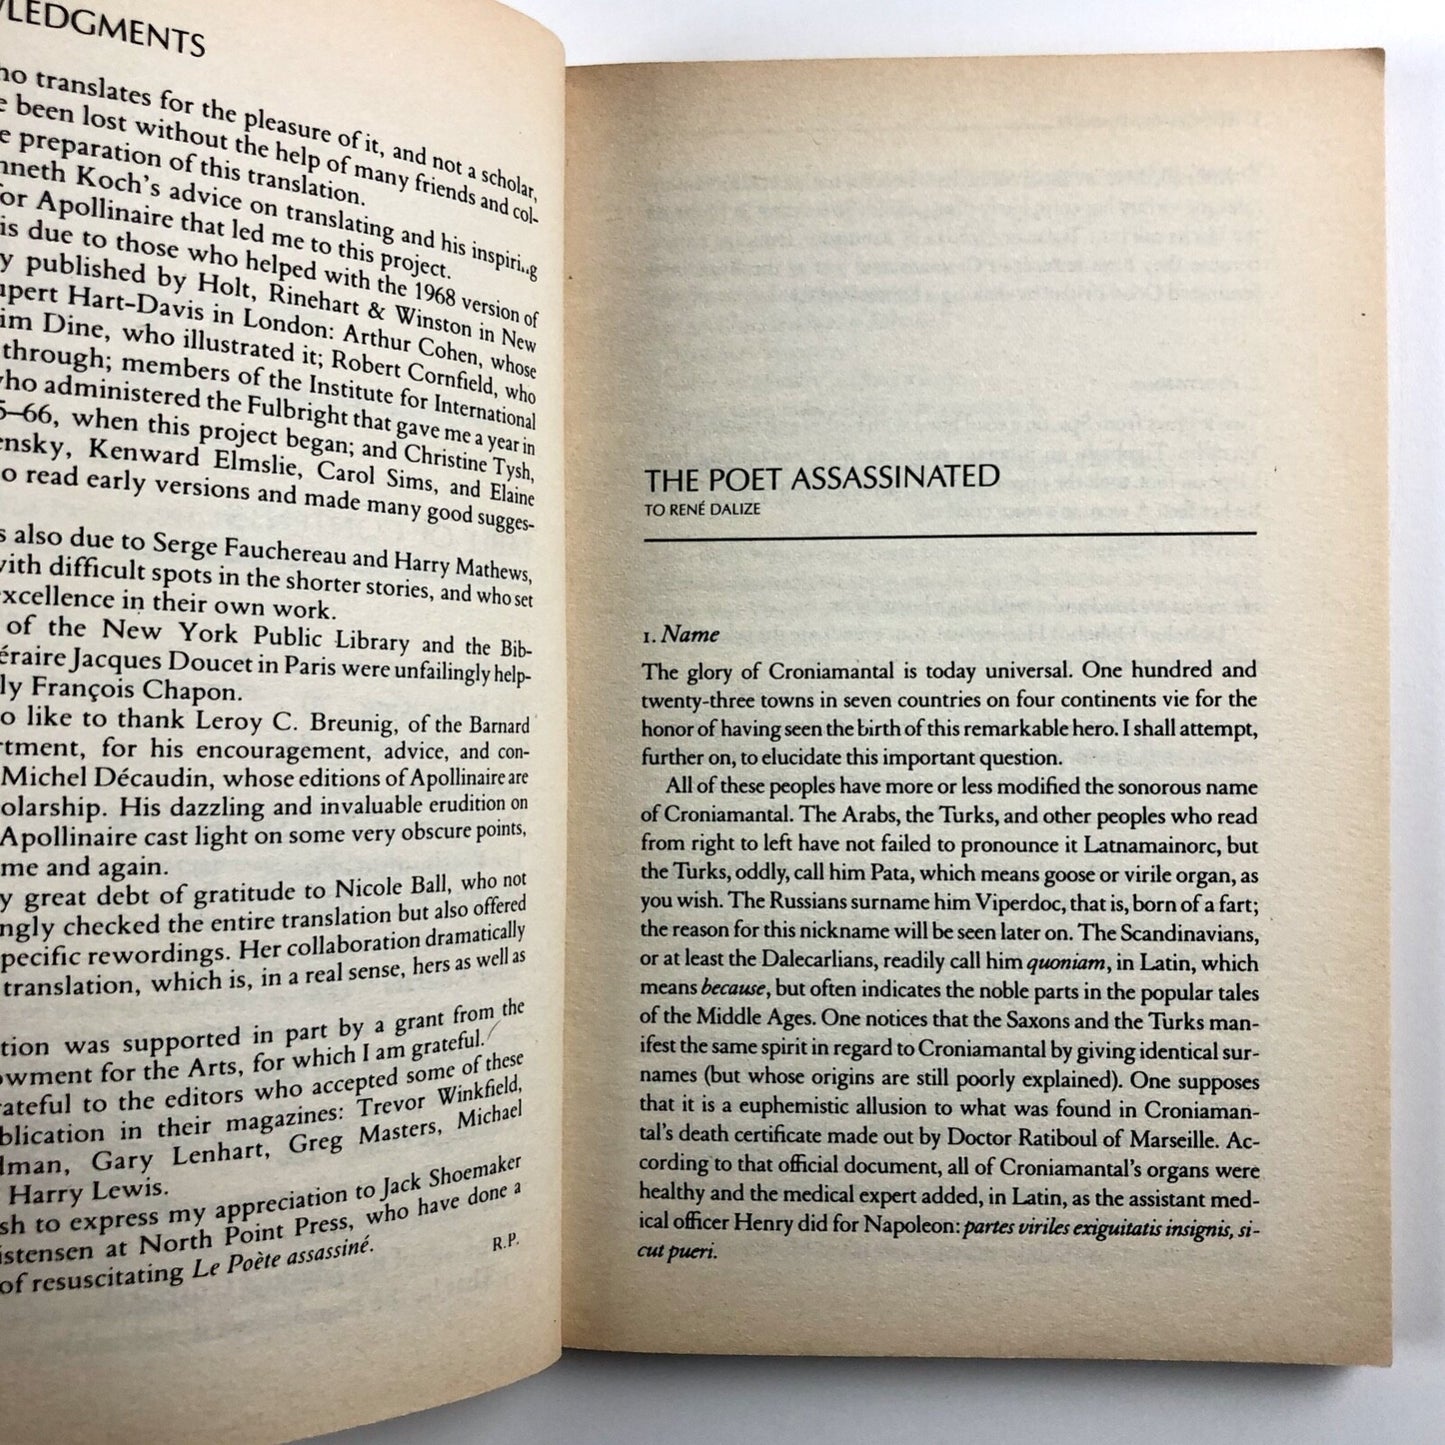 LEDGMENTS
ho translates for the pleasure of it, and not a scholar,
e been lost without the help of many friends and col-
e preparation of this translation.
nneth Koch's advice on translating and his inspiring
for Apollinaire that led me to this project.
is due to those who helped with the 1968 version of
y published by Holt, Rinehart & Winston in New
upert Hart-Davis in London: Arthur Cohen, whose
im Dine, who illustrated it; Robert Cornfield, who
through; members of the Institute for International
ho administered the Fulbright that gave me a year in
5–66, when this project began; and Christine Tysh,
ensky, Kenward Elmslie, Carol Sims, and Elaine
o read early versions and made many good sugges-
s also due to Serge Fauchereau and Harry Mathews,
with difficult spots in the shorter stories, and who set
xcellence in their own work.
of the New York Public Library and the Bib-
éraire Jacques Doucet in Paris were unfailingly help-
ly François Chapon.
o like to thank Leroy C. Breunig, of the Barnard
rtment, for his encouragement, advice, and con-
Michel Décaudin, whose editions of Apollinaire are
olarship. His dazzling and invaluable erudition on
Apollinaire cast light on some very obscure points,
me and again.
y great debt of gratitude to Nicole Ball, who not
ngly checked the entire translation but also offered
pecific rewordings. Her collaboration dramatically
translation, which is, in a real sense, hers as well as
tion was supported in part by a grant from the
owment for the Arts, for which I am grateful.
rateful to the editors who accepted some of these
blication in their magazines: Trevor Winkfield,
lman, Gary Lenhart, Greg Masters, Michael
Harry Lewis.
sh to express my appreciation to Jack Shoemaker
istensen at North Point Press, who have done a
of resuscitating Le Poète assassiné.
R.P.
THE POET ASSASSINATED
TO RENÉ DALIZE
1. Name
The glory of Croniamantal is today universal. One hundred and
twenty-three towns in seven countries on four continents vie for the
honor of having seen the birth of this remarkable hero. I shall attempt,
further on, to elucidate this important question.
All of these peoples have more or less modified the sonorous name
of Croniamantal. The Arabs, the Turks, and other peoples who read
from right to left have not failed to pronounce it Latnamainorc, but
the Turks, oddly, call him Pata, which means goose or virile organ, as
you wish. The Russians surname him Viperdoc, that is, born of a fart;
the reason for this nickname will be seen later on. The Scandinavians,
or at least the Dalecarlians, readily call him quoniam, in Latin, which
means because, but often indicates the noble parts in the popular tales
of the Middle Ages. One notices that the Saxons and the Turks man-
ifest the same spirit in regard to Croniamantal by giving identical sur-
names (but whose origins are still poorly explained). One supposes
that it is a euphemistic allusion to what was found in Croniaman-
tal's death certificate made out by Doctor Ratiboul of Marseille. Ac-
cording to that official document, all of Croniamantal's organs were
healthy and the medical expert added, in Latin, as the assistant med-
ical officer Henry did for Napoleon: partes viriles exiguitatis insignis, si-
cut pueri.